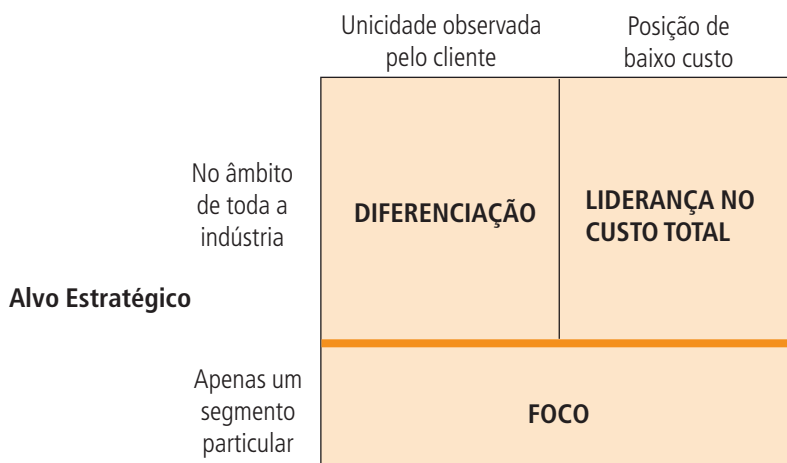 Unicidade observada
pelo cliente
Posição de
baixo custo
No âmbito
de toda a
indústria
DIFERENCIAÇÃO
LIDERANÇA NO
CUSTO TOTAL
Alvo Estratégico
Apenas um
segmento
particular
FOCO